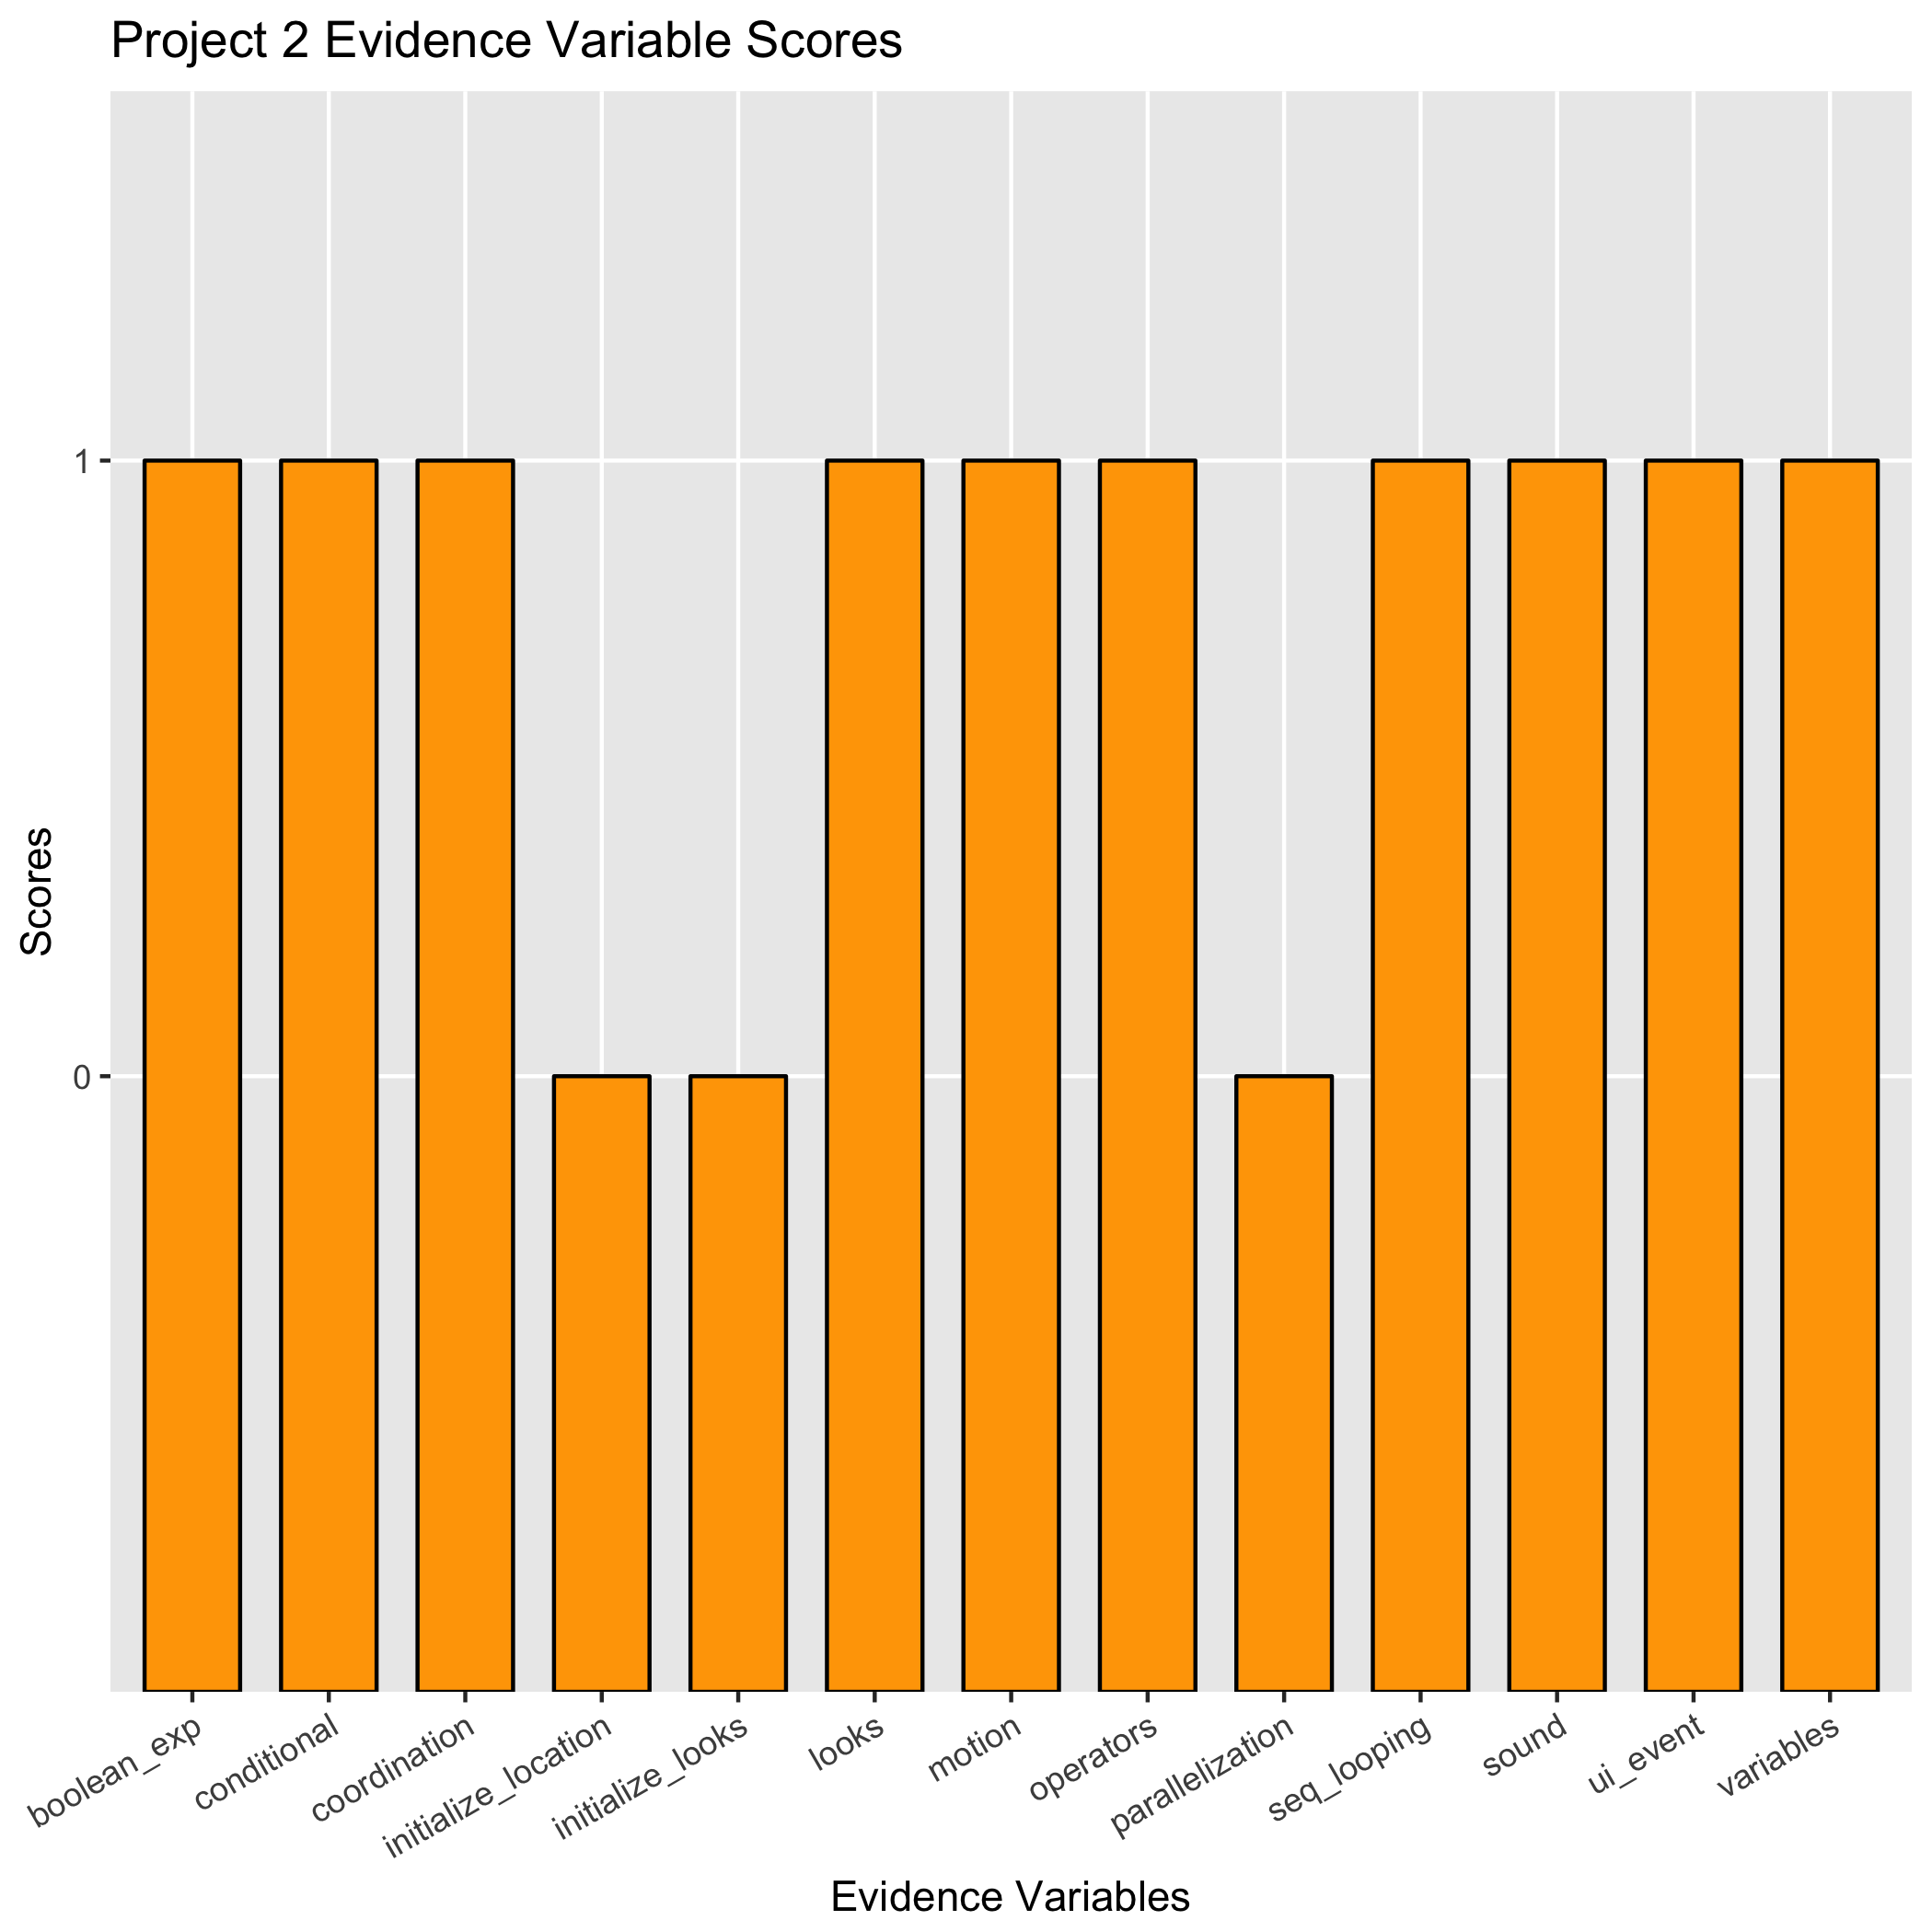 Project 2 Evidence Variable Scores
Scores
1
0
boolean_exp
conditional
coordination
initialize_location
initialize_looks
looks
motion
operators
parallelization
seq_looping
sound
ui_event
variables
Evidence Variables